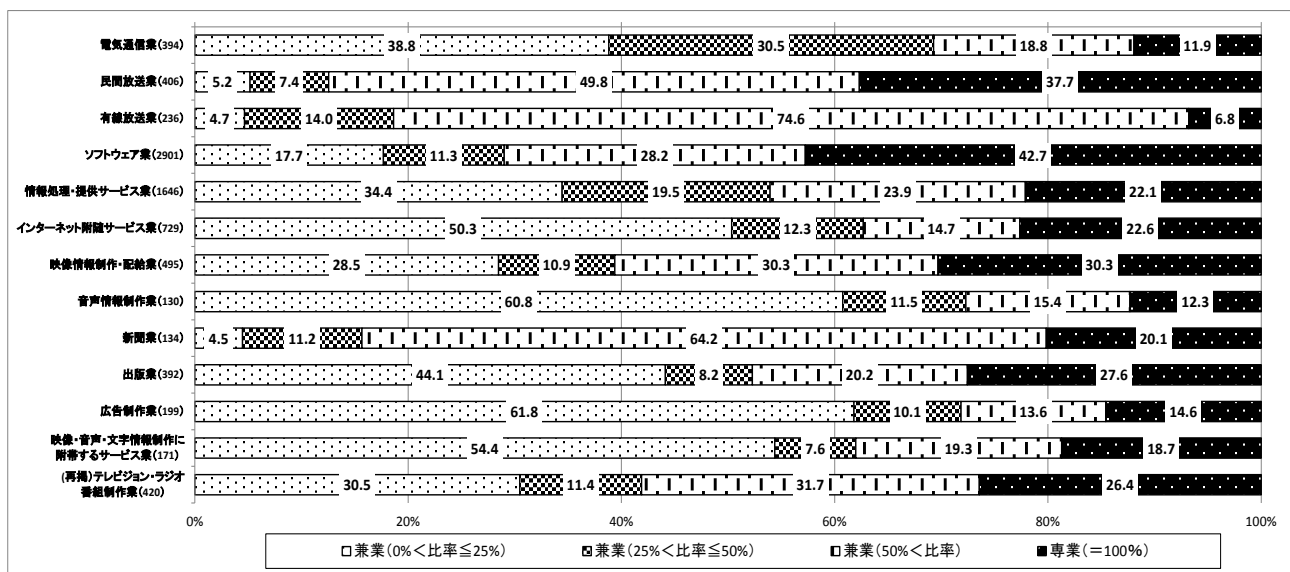 電気通信業(394) 38.8 30.5 18.8 11.9
民間放送業(406) 5.2 7.4 49.8 37.7
有線放送業(236) 4.7 14.0 74.6 6.8
ソフトウェア業(2901) 17.7 11.3 28.2 42.7
情報処理・提供サービス業(1646) 34.4 19.5 23.9 22.1
インターネット附随サービス業(729) 50.3 12.3 14.7 22.6
映像情報制作・配給業(495) 28.5 10.9 30.3 30.3
音声情報制作業(130) 60.8 11.5 15.4 12.3
新聞業(134) 4.5 11.2 64.2 20.1
出版業(392) 44.1 8.2 20.2 27.6
広告制作業(199) 61.8 10.1 13.6 14.6
映像・音声・文字情報制作に
附帯するサービス業(171) 54.4 7.6 19.3 18.7
(再掲)テレビジョン・ラジオ
番組制作業(420) 30.5 11.4 31.7 26.4
0% 20% 40% 60% 80% 100%
兼業(0%<比率≦25%) 兼業(25%<比率≦50%) 兼業(50%<比率) 専業(=100%)